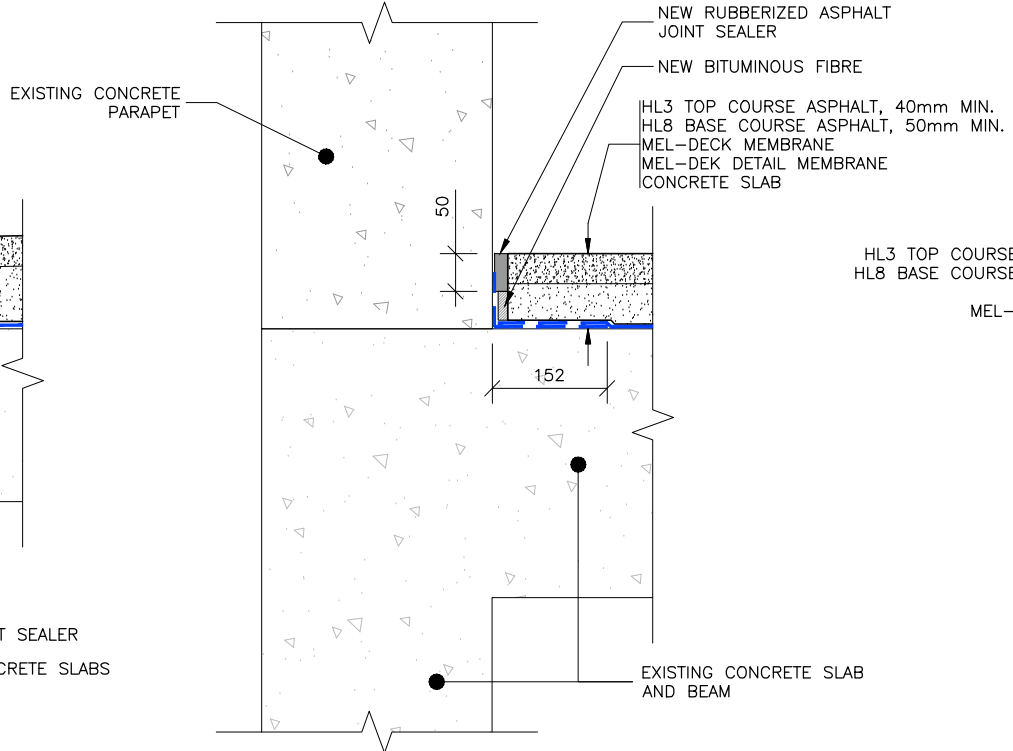 NEW RUBBERIZED ASPHALT
JOINT SEALER
NEW BITUMINOUS FIBRE
EXISTING CONCRETE
PARAPET
HL3 TOP COURSE ASPHALT, 40mm MIN.
HL8 BASE COURSE ASPHALT, 50mm MIN.
MEL-DECK MEMBRANE
MEL-DEK DETAIL MEMBRANE
CONCRETE SLAB
50
HL3 TOP COURSE
HL8 BASE COURSE
MEL-
152
T SEALER
CRETE SLABS
EXISTING CONCRETE SLAB
AND BEAM